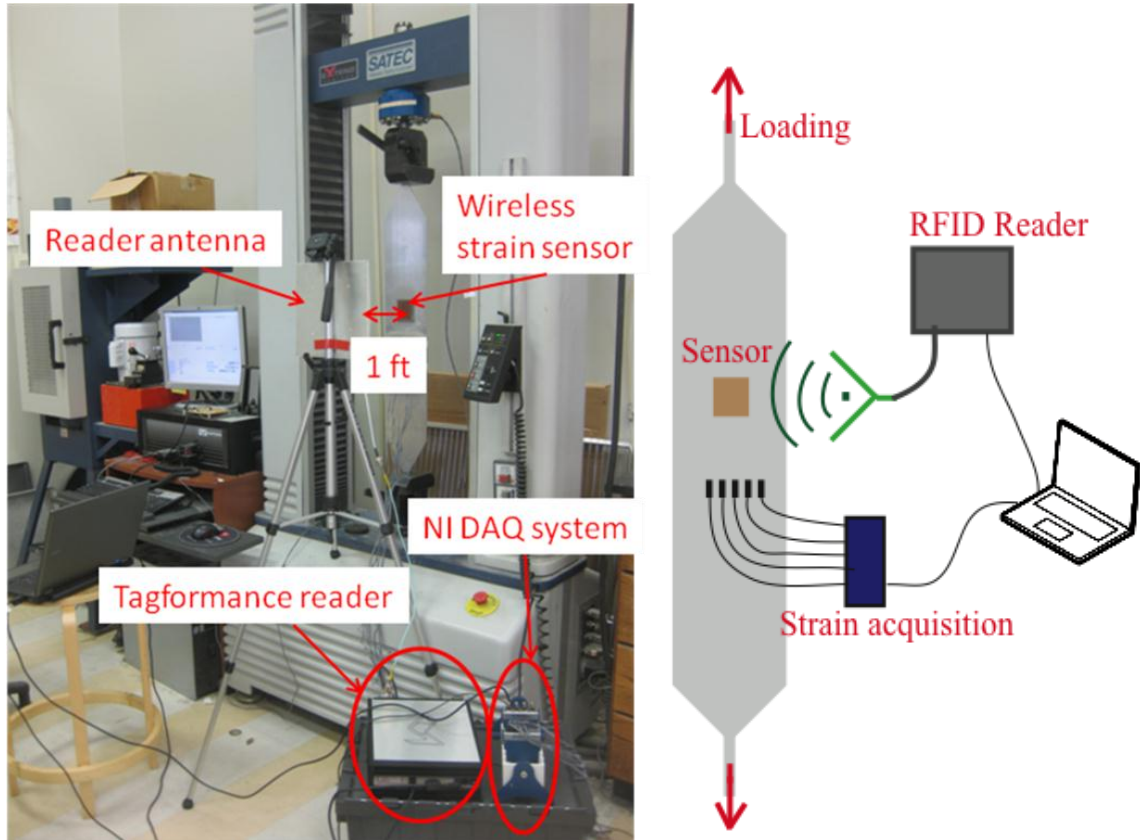 SATEC
Wireless
strain sensor
Reader antenna
1 ft
NI DAQ system
Tagformance reader
Loading
RFID Reader
Sensor
Strain acquisition